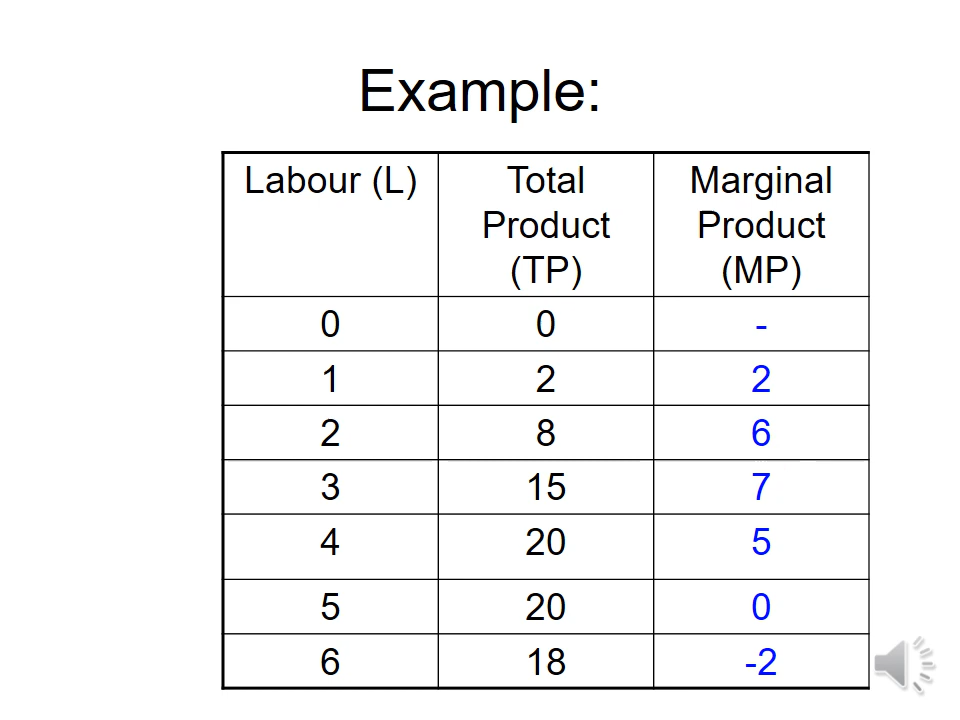 Example:
Labour (L) Total Product (TP) Marginal Product (MP)
0 0 -
1 2 2
2 8 6
3 15 7
4 20 5
5 20 0
6 18 -2